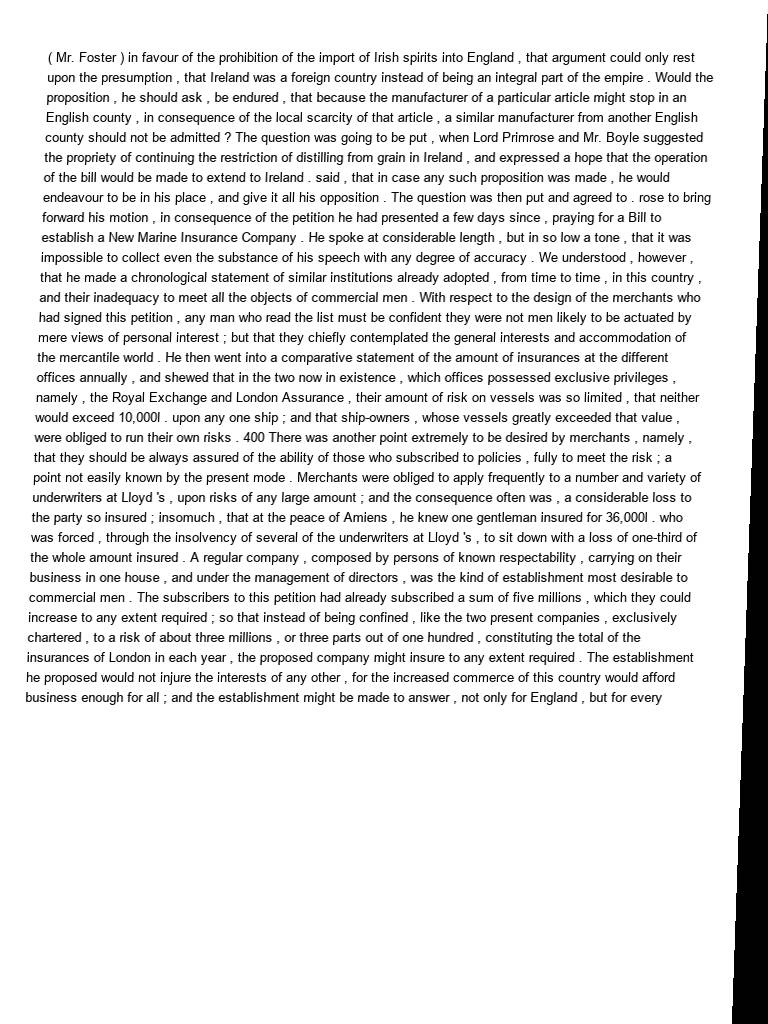 ( Mr. Foster ) in favour of the prohibition of the import of Irish spirits into England , that argument could only rest
upon the presumption , that Ireland was a foreign country instead of being an integral part of the empire . Would the
proposition , he should ask , be endured , that because the manufacturer of a particular article might stop in an
English county , in consequence of the local scarcity of that article , a similar manufacturer from another English
county should not be admitted ? The question was going to be put , when Lord Primrose and Mr. Boyle suggested
the propriety of continuing the restriction of distilling from grain in Ireland , and expressed a hope that the operation
of the bill would be made to extend to Ireland . said , that in case any such proposition was made , he would
endeavour to be in his place , and give it all his opposition . The question was then put and agreed to . rose to bring
forward his motion , in consequence of the petition he had presented a few days since , praying for a Bill to
establish a New Marine Insurance Company . He spoke at considerable length , but in so low a tone , that it was
impossible to collect even the substance of his speech with any degree of accuracy . We understood , however ,
that he made a chronological statement of similar institutions already adopted , from time to time , in this country ,
and their inadequacy to meet all the objects of commercial men . With respect to the design of the merchants who
had signed this petition , any man who read the list must be confident they were not men likely to be actuated by
mere views of personal interest ; but that they chiefly contemplated the general interests and accommodation of
the mercantile world . He then went into a comparative statement of the amount of insurances at the different
offices annually , and shewed that in the two now in existence , which offices possessed exclusive privileges ,
namely , the Royal Exchange and London Assurance , their amount of risk on vessels was so limited , that neither
would exceed 10,000l . upon any one ship ; and that ship-owners , whose vessels greatly exceeded that value ,
were obliged to run their own risks . 400 There was another point extremely to be desired by merchants , namely ,
that they should be always assured of the ability of those who subscribed to policies , fully to meet the risk ; a
point not easily known by the present mode . Merchants were obliged to apply frequently to a number and variety of
underwriters at Lloyd 's , upon risks of any large amount ; and the consequence often was , a considerable loss to
the party so insured ; insomuch , that at the peace of Amiens , he knew one gentleman insured for 36,000l . who
was forced , through the insolvency of several of the underwriters at Lloyd 's , to sit down with a loss of one-third of
the whole amount insured . A regular company , composed by persons of known respectability , carrying on their
business in one house , and under the management of directors , was the kind of establishment most desirable to
commercial men . The subscribers to this petition had already subscribed a sum of five millions , which they could
increase to any extent required ; so that instead of being confined , like the two present companies , exclusively
chartered , to a risk of about three millions , or three parts out of one hundred , constituting the total of the
insurances of London in each year , the proposed company might insure to any extent required . The establishment
he proposed would not injure the interests of any other , for the increased commerce of this country would afford
business enough for all ; and the establishment might be made to answer , not only for England , but for every